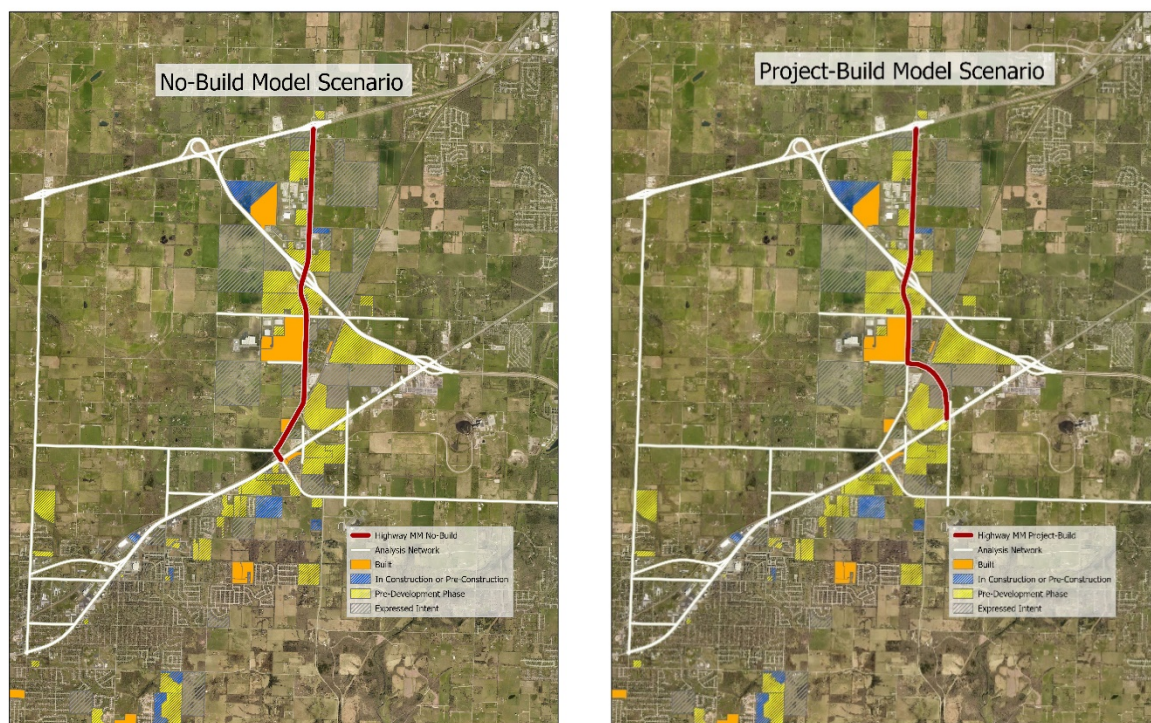 No-Build Model Scenario
Highway MM No-Build
Analysis Network
Built
In Construction or Pre-Construction
Pre-Development Phase
Expressed Intent
Project-Build Model Scenario
Highway MM Project-Build
Analysis Network
Built
In Construction or Pre-Construction
Pre-Development Phase
Expressed Intent